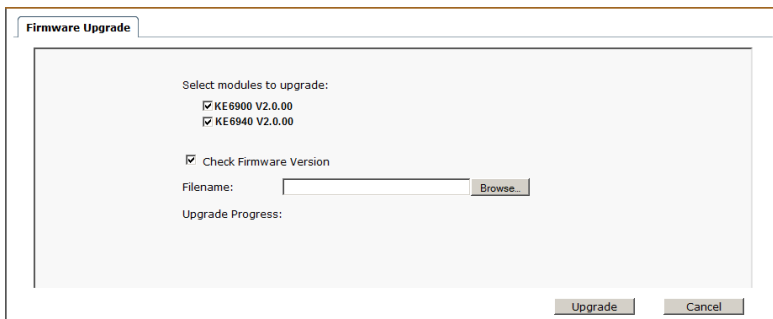 Firmware Upgrade
Select modules to upgrade:
KE6900 V2.0.00
KE6940 V2.0.00
Check Firmware Version
Filename: Browse...
Upgrade Progress:
Upgrade Cancel